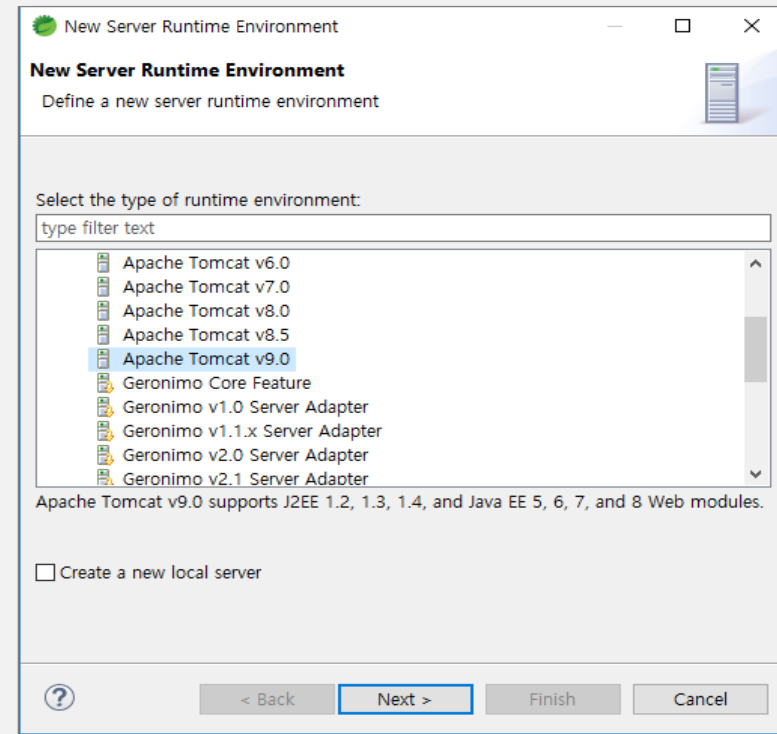 New Server Runtime Environment
New Server Runtime Environment
Define a new server runtime environment
Select the type of runtime environment:
type filter text
Apache Tomcat v6.0
Apache Tomcat v7.0
Apache Tomcat v8.0
Apache Tomcat v8.5
Apache Tomcat v9.0
Geronimo Core Feature
Geronimo v1.0 Server Adapter
Geronimo v1.1.x Server Adapter
Geronimo v2.0 Server Adapter
Geronimo v2.1 Server Adapter
Apache Tomcat v9.0 supports J2EE 1.2, 1.3, 1.4, and Java EE 5, 6, 7, and 8 Web modules.
Create a new local server
? < Back Next > Finish Cancel